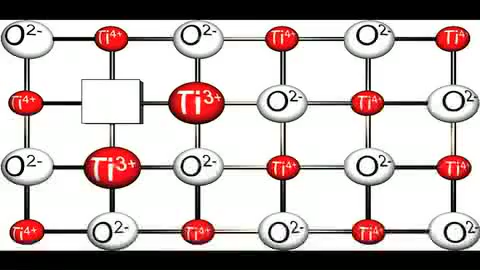 O²⁻ Ti⁴⁺ O²⁻ Ti⁴⁺ O²⁻ Ti⁴
Ti⁴⁺ Ti³⁺ O²⁻ Ti⁴⁺ O²⁻
O²⁻ Ti³⁺ O²⁻ Ti⁴⁺ O²⁻ Ti⁴⁺
Ti⁴⁺ O²⁻ Ti⁴⁺ O²⁻ Ti⁴⁺ O²⁻